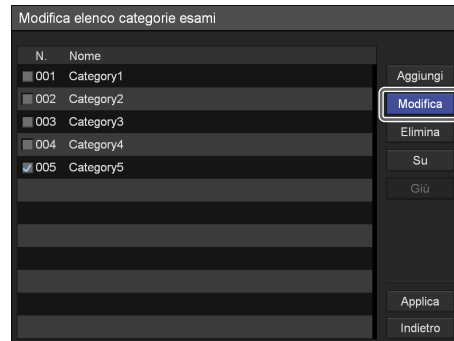 Modifica elenco categorie esami
N. Nome
001 Category1
002 Category2
003 Category3
004 Category4
005 Category5
Aggiungi
Modifica
Elimina
Su
Giù
Applica
Indietro